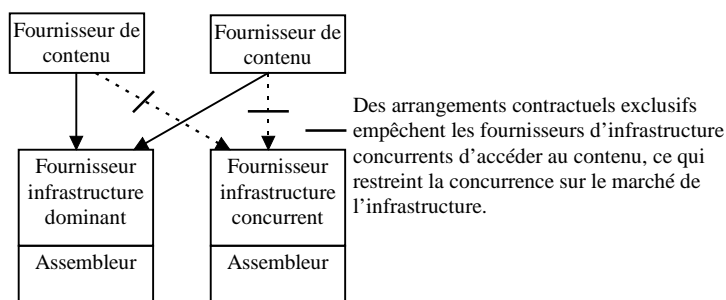 Fournisseur de
contenu
Fournisseur de
contenu
Des arrangements contractuels exclusifs
empêchent les fournisseurs d’infrastructure
concurrents d’accéder au contenu, ce qui
restreint la concurrence sur le marché de
l’infrastructure.
Fournisseur
infrastructure
dominant
Fournisseur
infrastructure
concurrent
Assembleur
Assembleur